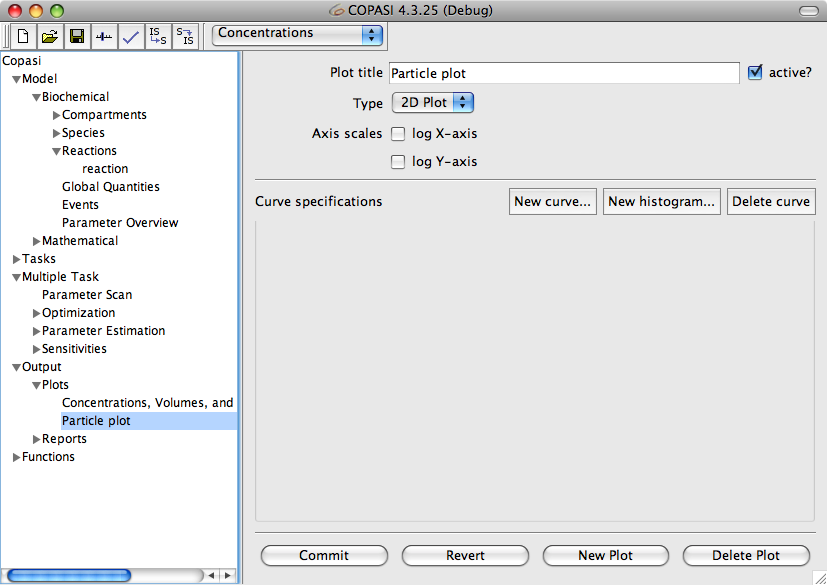 COPASI 4.3.25 (Debug)
IS S
S IS
Concentrations
Copasi
Model
Biochemical
Compartments
Species
Reactions
reaction
Global Quantities
Events
Parameter Overview
Mathematical
Tasks
Multiple Task
Parameter Scan
Optimization
Parameter Estimation
Sensitivities
Output
Plots
Concentrations, Volumes, and
Particle plot
Reports
Functions
Plot title Particle plot active?
Type 2D Plot
Axis scales log X-axis
log Y-axis
Curve specifications New curve... New histogram... Delete curve
Commit Revert New Plot Delete Plot